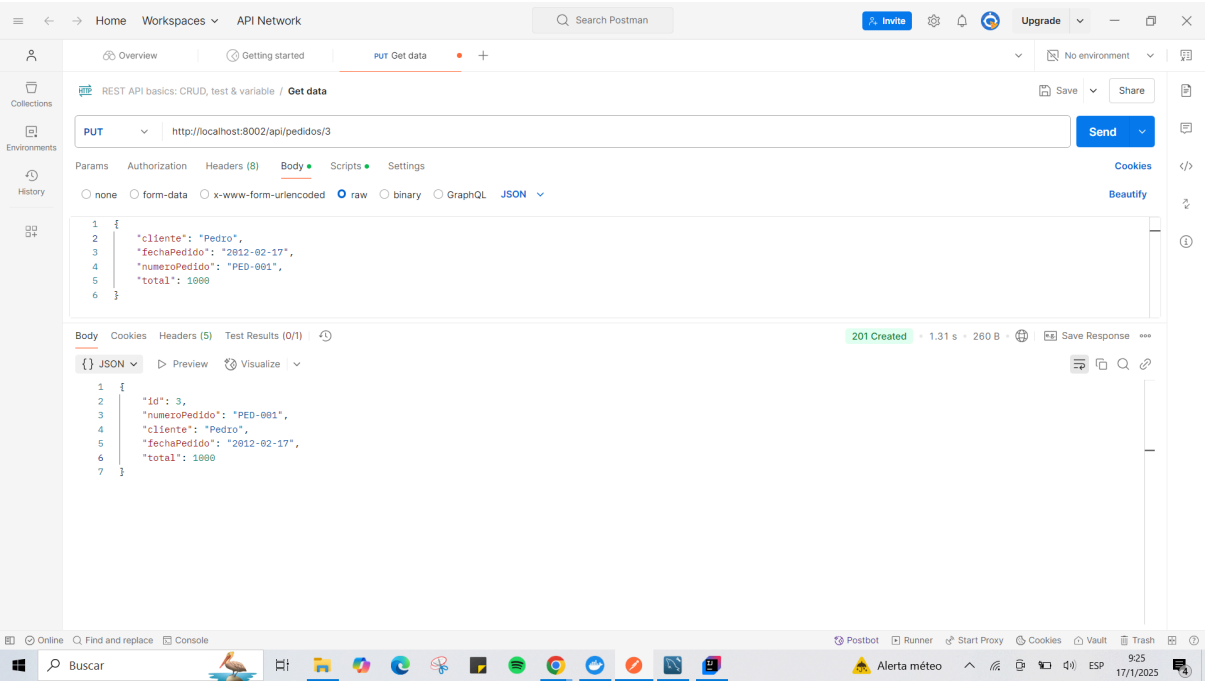 Home Workspaces API Network Search Postman Invite Upgrade
Overview Getting started PUT Get data No environment
HTTP REST API basics: CRUD, test & variable / Get data Save Share
PUT http://localhost:8002/api/pedidos/3 Send
Params Authorization Headers (8) Body Scripts Settings Cookies
none form-data x-www-form-urlencoded raw binary GraphQL JSON Beautify
Collections
Environments
History
1 {
2 "cliente": "Pedro",
3 "fechaPedido": "2012-02-17",
4 "numeroPedido": "PED-001",
5 "total": 1000
6 }
Body Cookies Headers (5) Test Results (0/1) 201 Created 1.31 s 260 B Save Response
{} JSON Preview Visualize
1 {
2 "id": 3,
3 "numeroPedido": "PED-001",
4 "cliente": "Pedro",
5 "fechaPedido": "2012-02-17",
6 "total": 1000
7 }
Online Find and replace Console Postbot Runner Start Proxy Cookies Vault Trash
Buscar Alerta méteo ESP 9:25
17/1/2025 4